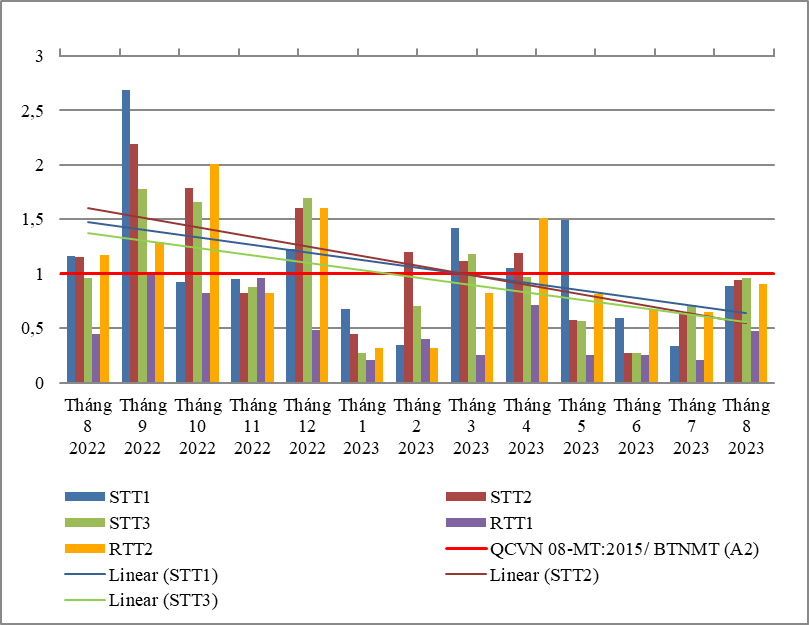 3
2,5
2
1,5
1
0,5
0
Tháng 8 2022
Tháng 9 2022
Tháng 10 2022
Tháng 11 2022
Tháng 12 2022
Tháng 1 2023
Tháng 2 2023
Tháng 3 2023
Tháng 4 2023
Tháng 5 2023
Tháng 6 2023
Tháng 7 2023
Tháng 8 2023
STT1
STT2
STT3
RTT1
RTT2
QCVN 08-MT:2015/ BTNMT (A2)
Linear (STT1)
Linear (STT2)
Linear (STT3)